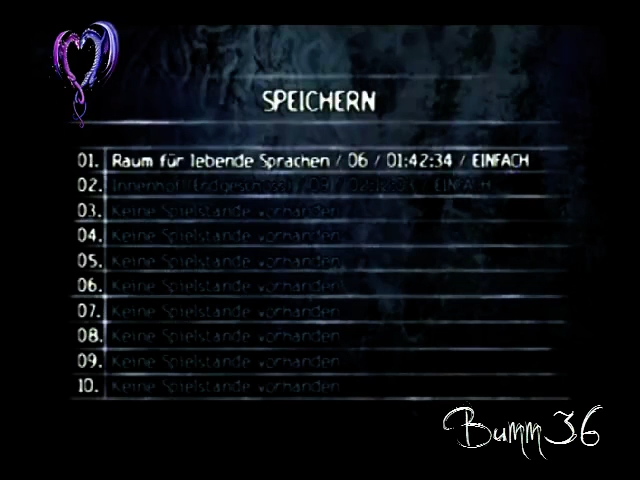 SPEICHERN
01. Raum für lebende Sprachen / 06 / 01:42:34 / EINFACH
02. Innenhof Erdgeschoss / 09 / EINFACH
03. Keine Spielstände vorhanden
04. Keine Spielstände vorhanden
05. Keine Spielstände vorhanden
06. Keine Spielstände vorhanden
07. Keine Spielstände vorhanden
08. Keine Spielstände vorhanden
09. Keine Spielstände vorhanden
10. Keine Spielstände vorhanden
Bumm36